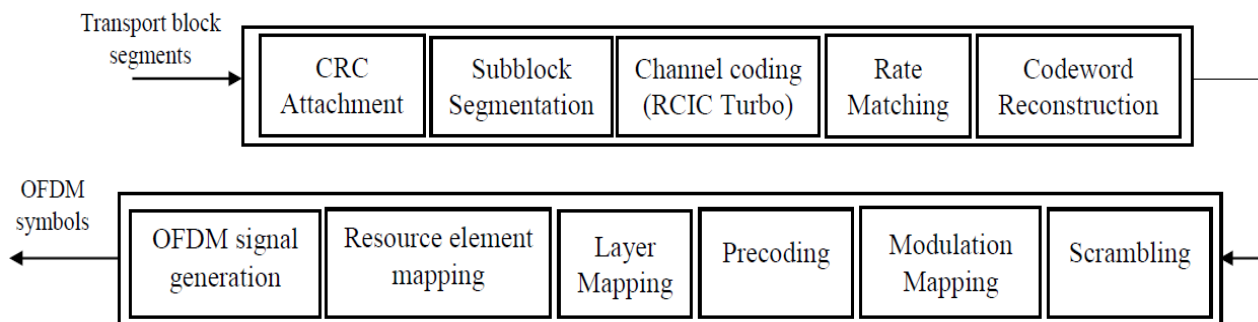 Transport block
segments
CRC
Attachment
Subblock
Segmentation
Channel coding
(RCIC Turbo)
Rate
Matching
Codeword
Reconstruction
OFDM
symbols
OFDM signal
generation
Resource element
mapping
Layer
Mapping
Precoding
Modulation
Mapping
Scrambling